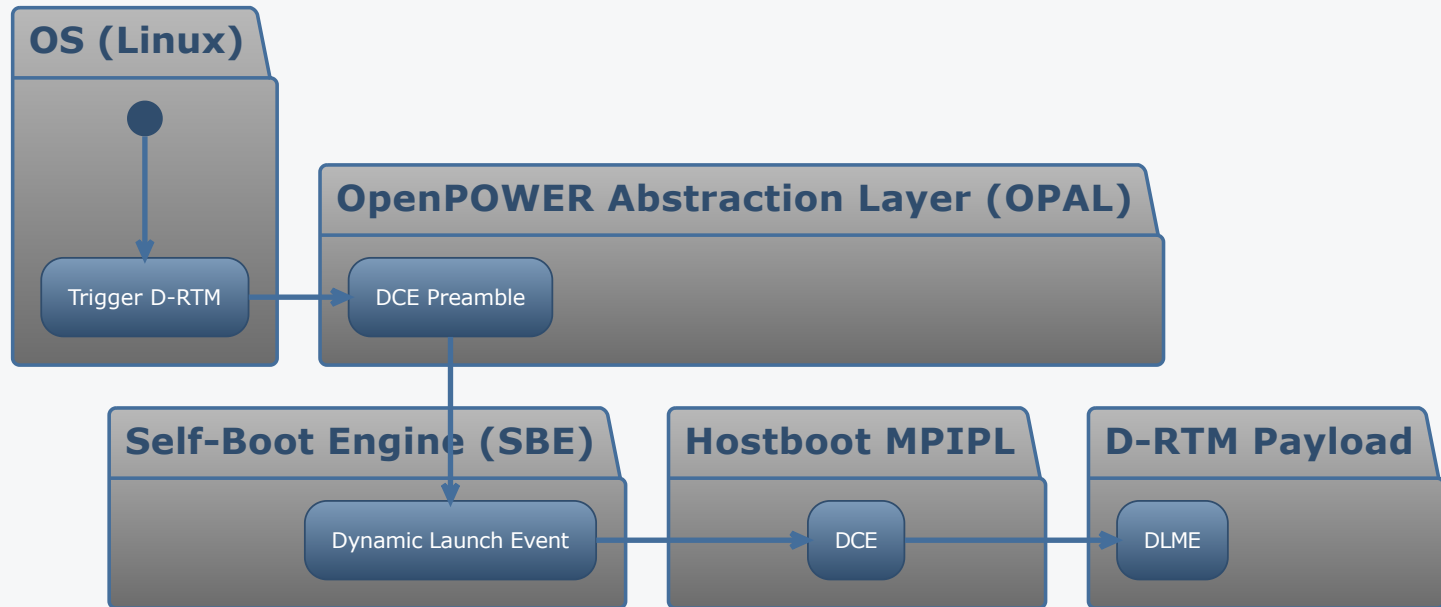 OS (Linux)
Trigger D-RTM
OpenPOWER Abstraction Layer (OPAL)
DCE Preamble
Self-Boot Engine (SBE)
Dynamic Launch Event
Hostboot MPIPL
DCE
D-RTM Payload
DLME